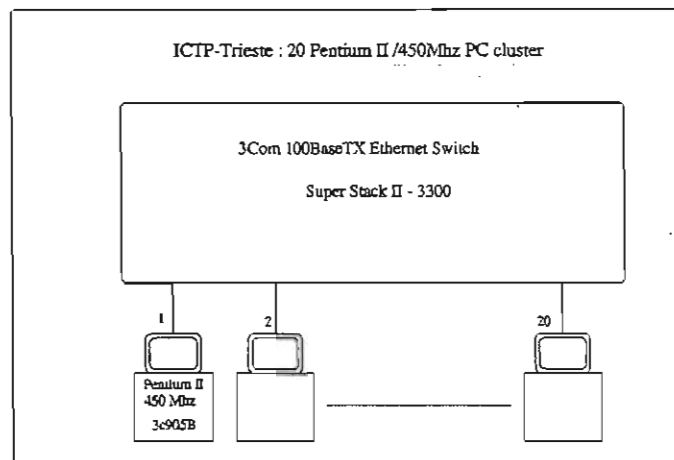 ICTP-Trieste : 20 Pentium II /450Mhz PC cluster
3Com 100BaseTX Ethernet Switch
Super Stack II - 3300
1
2
20
Pentium II
450 Mhz
3c905B